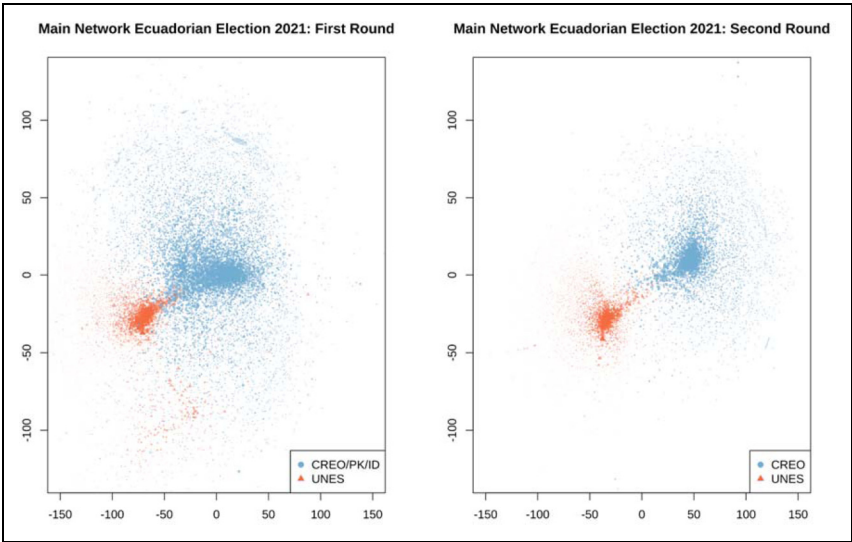 Main Network Ecuadorian Election 2021: First Round
100
50
0
-50
-100
-150 -100 -50 0 50 100 150
CREO/PK/ID
UNES
Main Network Ecuadorian Election 2021: Second Round
100
50
0
-50
-100
-150 -100 -50 0 50 100 150
CREO
UNES